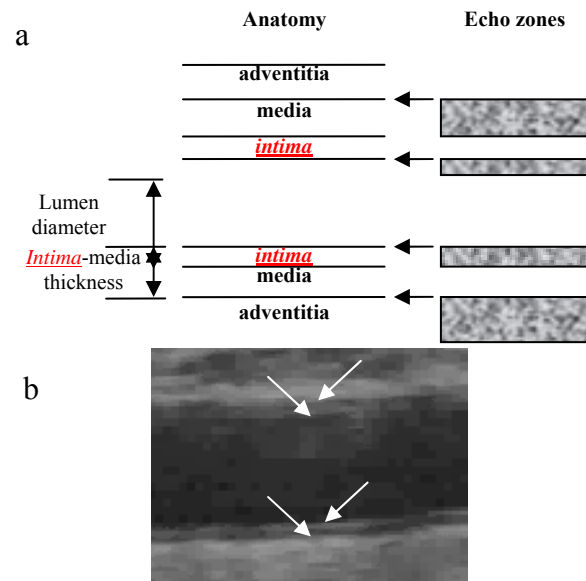 a
Anatomy
Echo zones
adventitia
media
intima
Lumen
diameter
Intima-media
thickness
intima
media
adventitia
b